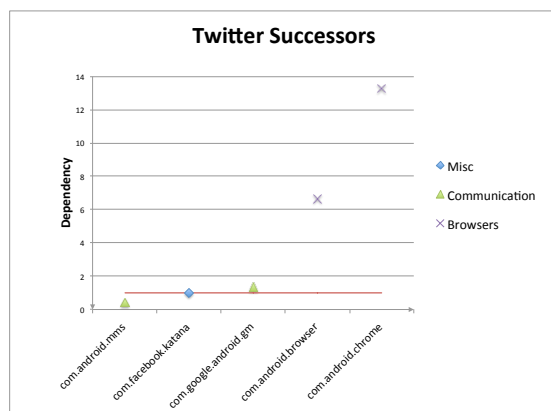 Twitter Successors
14
12
10
8
6
4
2
0
Dependency
com.android.mms
com.facebook.katana
com.google.android.gm
com.android.browser
com.android.chrome
Misc
Communication
Browsers